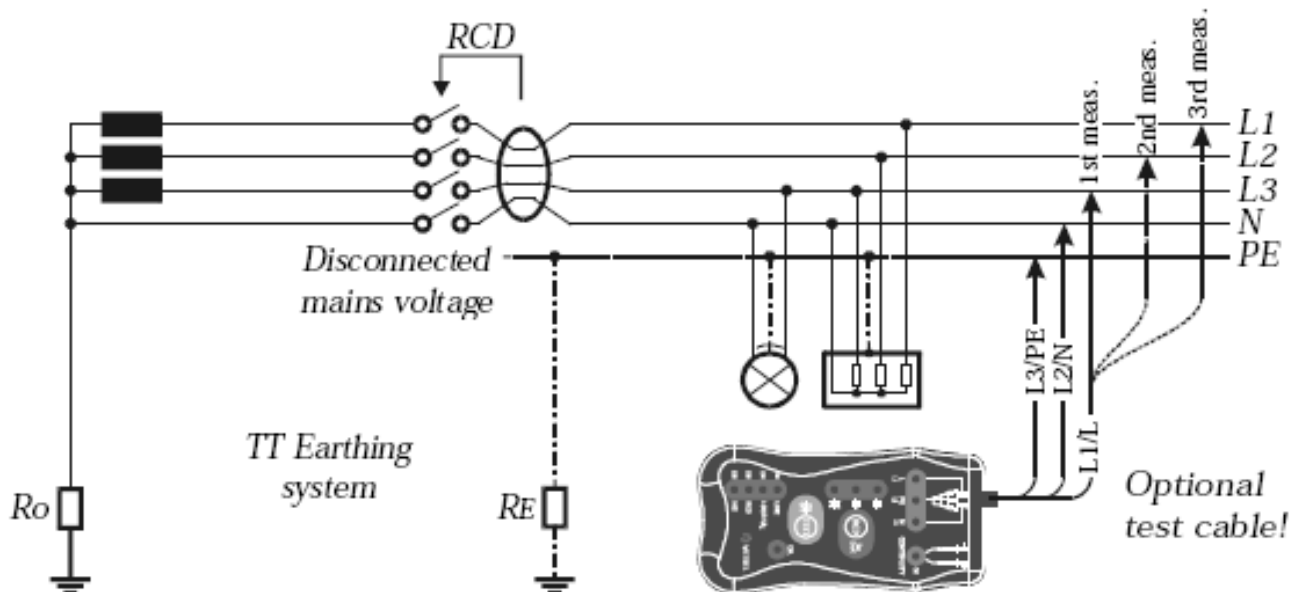 RCD
1st meas.
2nd meas.
3rd meas.
L1
L2
L3
N
PE
Disconnected
mains voltage
L3/PE
L2/N
L1/L
TT Earthing
system
Ro
RE
Optional
test cable!